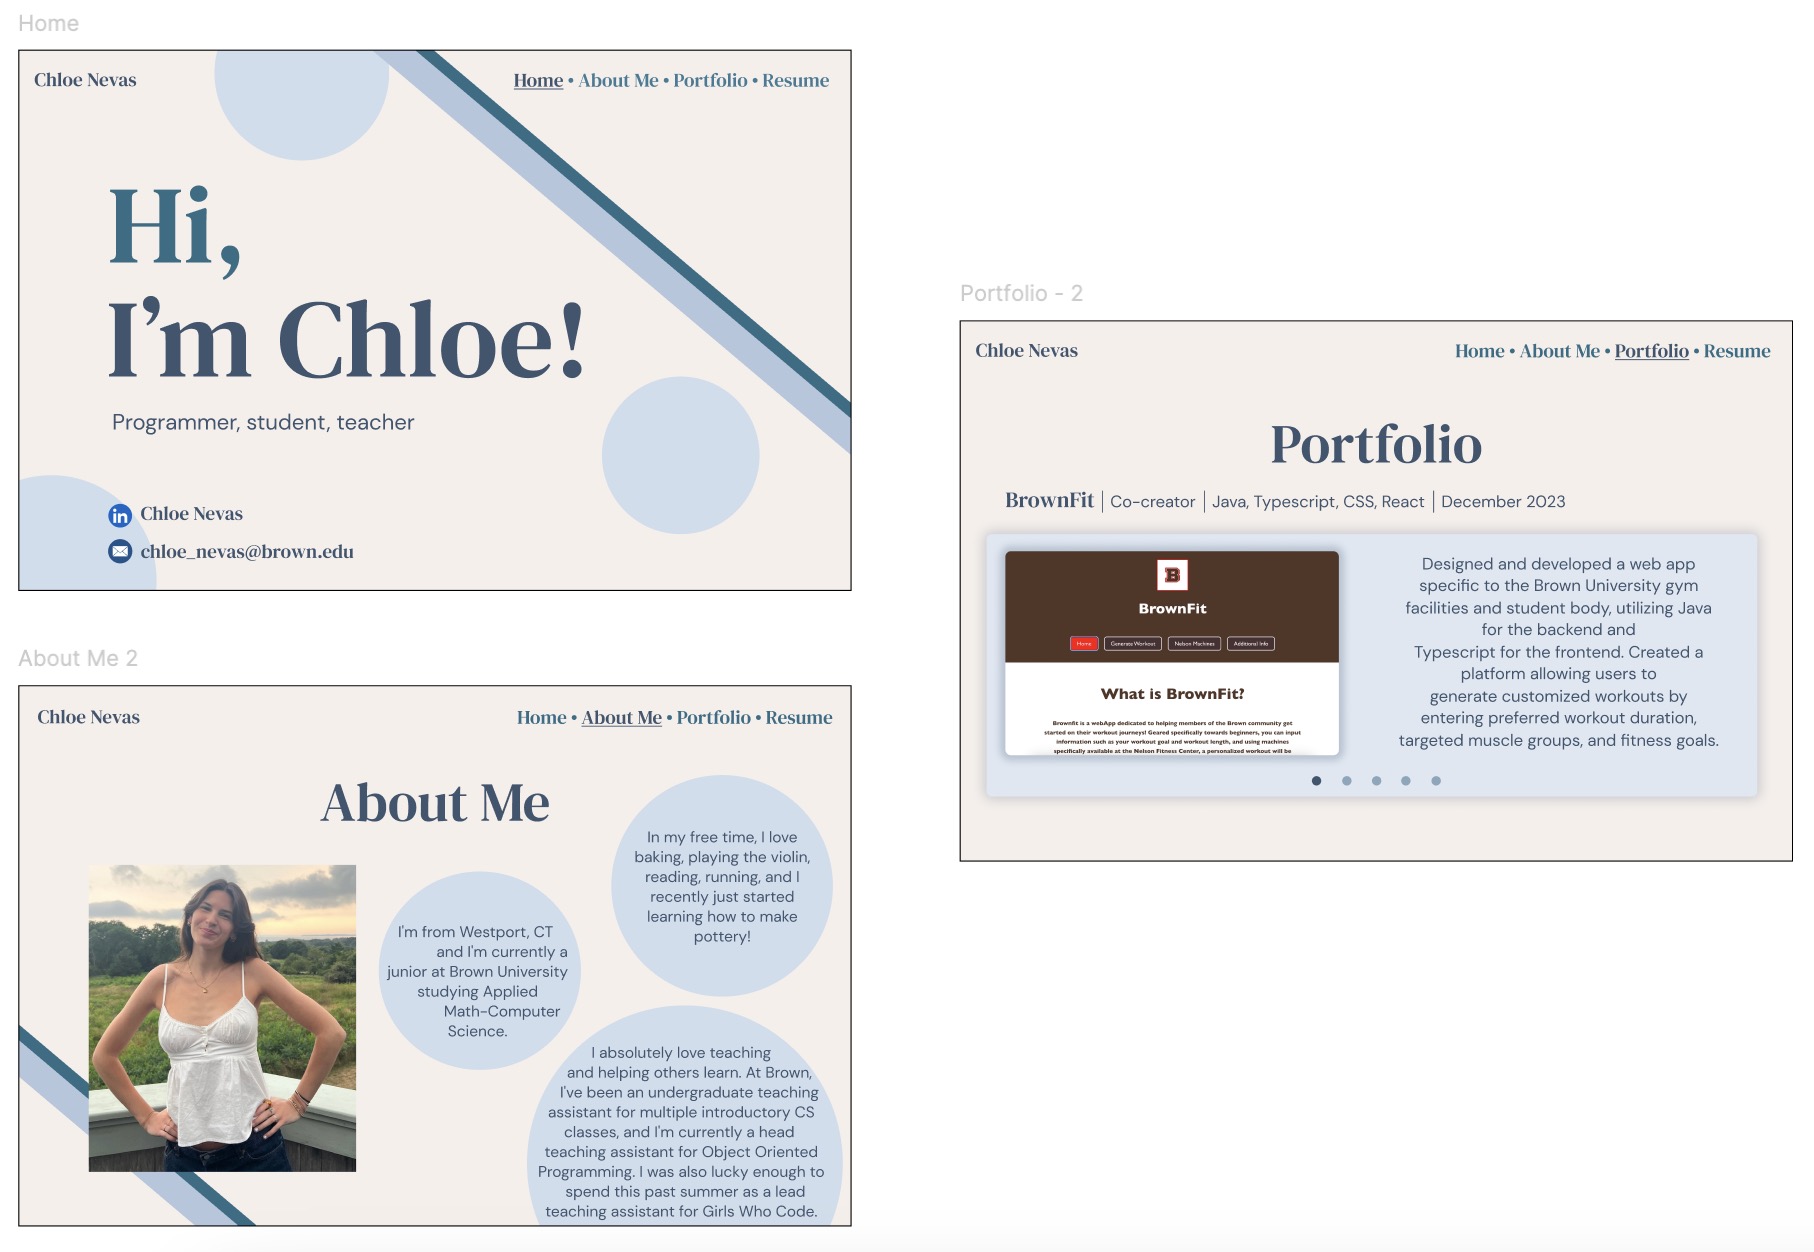 Home
Chloe Nevas
Home • About Me • Portfolio • Resume
Hi,
I'm Chloe!
Programmer, student, teacher
in Chloe Nevas
chloe_nevas@brown.edu
About Me 2
Chloe Nevas
Home • About Me • Portfolio • Resume
About Me
I'm from Westport, CT
and I'm currently a
junior at Brown University
studying Applied
Math-Computer
Science.
In my free time, I love
baking, playing the violin,
reading, running, and I
recently just started
learning how to make
pottery!
I absolutely love teaching
and helping others learn. At Brown,
I've been an undergraduate teaching
assistant for multiple introductory CS
classes, and I'm currently a head
teaching assistant for Object Oriented
Programming. I was also lucky enough to
spend this past summer as a lead
teaching assistant for Girls Who Code.
Portfolio - 2
Chloe Nevas
Home • About Me • Portfolio • Resume
Portfolio
BrownFit | Co-creator | Java, Typescript, CSS, React | December 2023
B
BrownFit
Home Generate Workout Nelson Machines Additional Info
What is BrownFit?
Brownfit is a webApp dedicated to helping members of the Brown community get
started on their workout journeys! Geared specifically towards beginners, you can input
information such as your workout goal and workout length, and using machines
specifically available at the Nelson Fitness Center, a personalized workout will be
Designed and developed a web app
specific to the Brown University gym
facilities and student body, utilizing Java
for the backend and
Typescript for the frontend. Created a
platform allowing users to
generate customized workouts by
entering preferred workout duration,
targeted muscle groups, and fitness goals.